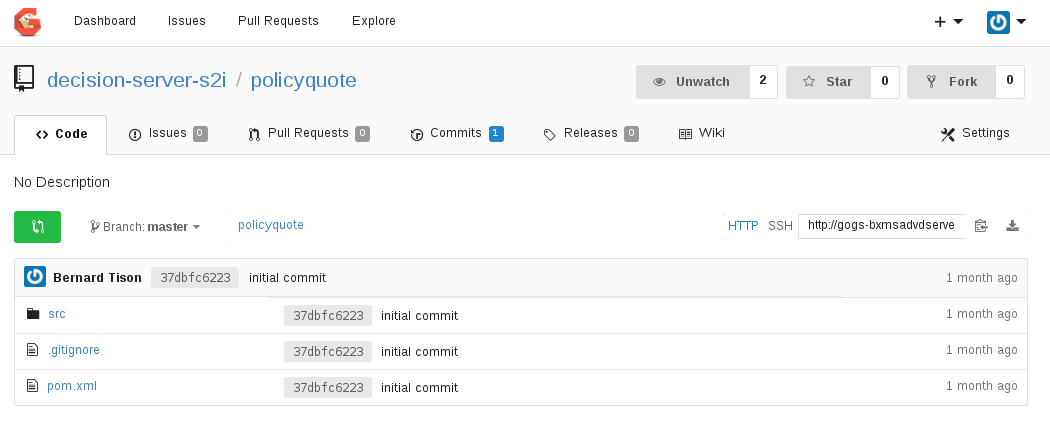 Dashboard Issues Pull Requests Explore
decision-server-s2i / policyquote Unwatch 2 Star 0 Fork 0
Code Issues 0 Pull Requests 0 Commits 1 Releases 0 Wiki Settings
No Description
Branch: master policyquote HTTP SSH http://gogs-bxmsadvdserve
Bernard Tison 37dbfc6223 initial commit 1 month ago
src 37dbfc6223 initial commit 1 month ago
.gitignore 37dbfc6223 initial commit 1 month ago
pom.xml 37dbfc6223 initial commit 1 month ago